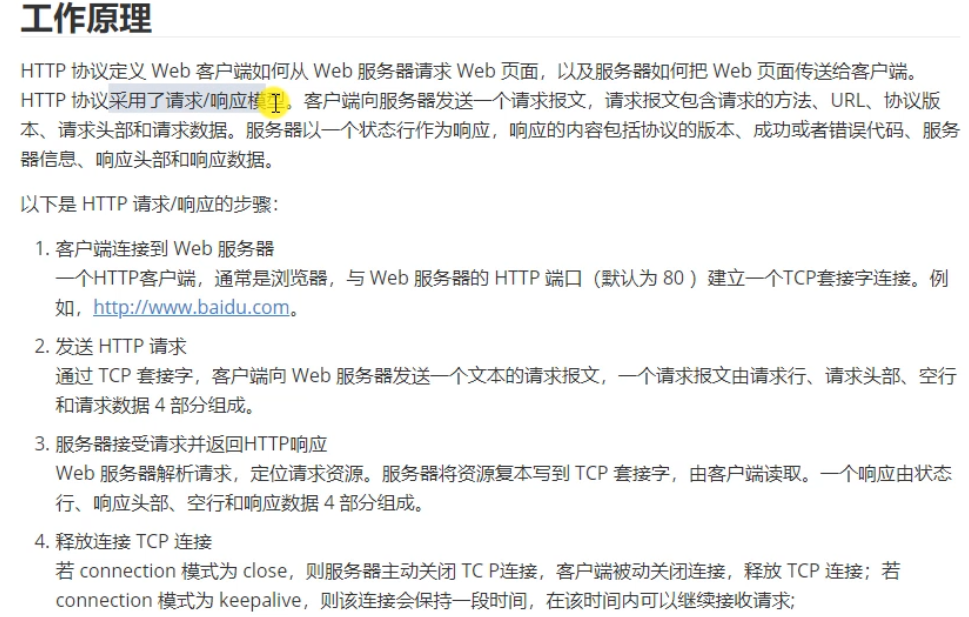 工作原理
HTTP 协议定义 Web 客户端如何从 Web 服务器请求 Web 页面，以及服务器如何把 Web 页面传送给客户端。
HTTP 协议采用了请求/响应模型。客户端向服务器发送一个请求报文，请求报文包含请求的方法、URL、协议版
本、请求头部和请求数据。服务器以一个状态行作为响应，响应的内容包括协议的版本、成功或者错误代码、服务
器信息、响应头部和响应数据。
以下是 HTTP 请求/响应的步骤：
1. 客户端连接到 Web 服务器
一个HTTP客户端，通常是浏览器，与 Web 服务器的 HTTP 端口（默认为 80 ）建立一个TCP套接字连接。例
如，http://www.baidu.com。
2. 发送 HTTP 请求
通过 TCP 套接字，客户端向 Web 服务器发送一个文本的请求报文，一个请求报文由请求行、请求头部、空行
和请求数据 4 部分组成。
3. 服务器接受请求并返回HTTP响应
Web 服务器解析请求，定位请求资源。服务器将资源复本写到 TCP 套接字，由客户端读取。一个响应由状态
行、响应头部、空行和响应数据 4 部分组成。
4. 释放连接 TCP 连接
若 connection 模式为 close，则服务器主动关闭 TC P连接，客户端被动关闭连接，释放 TCP 连接；若
connection 模式为 keepalive，则该连接会保持一段时间，在该时间内可以继续接收请求;